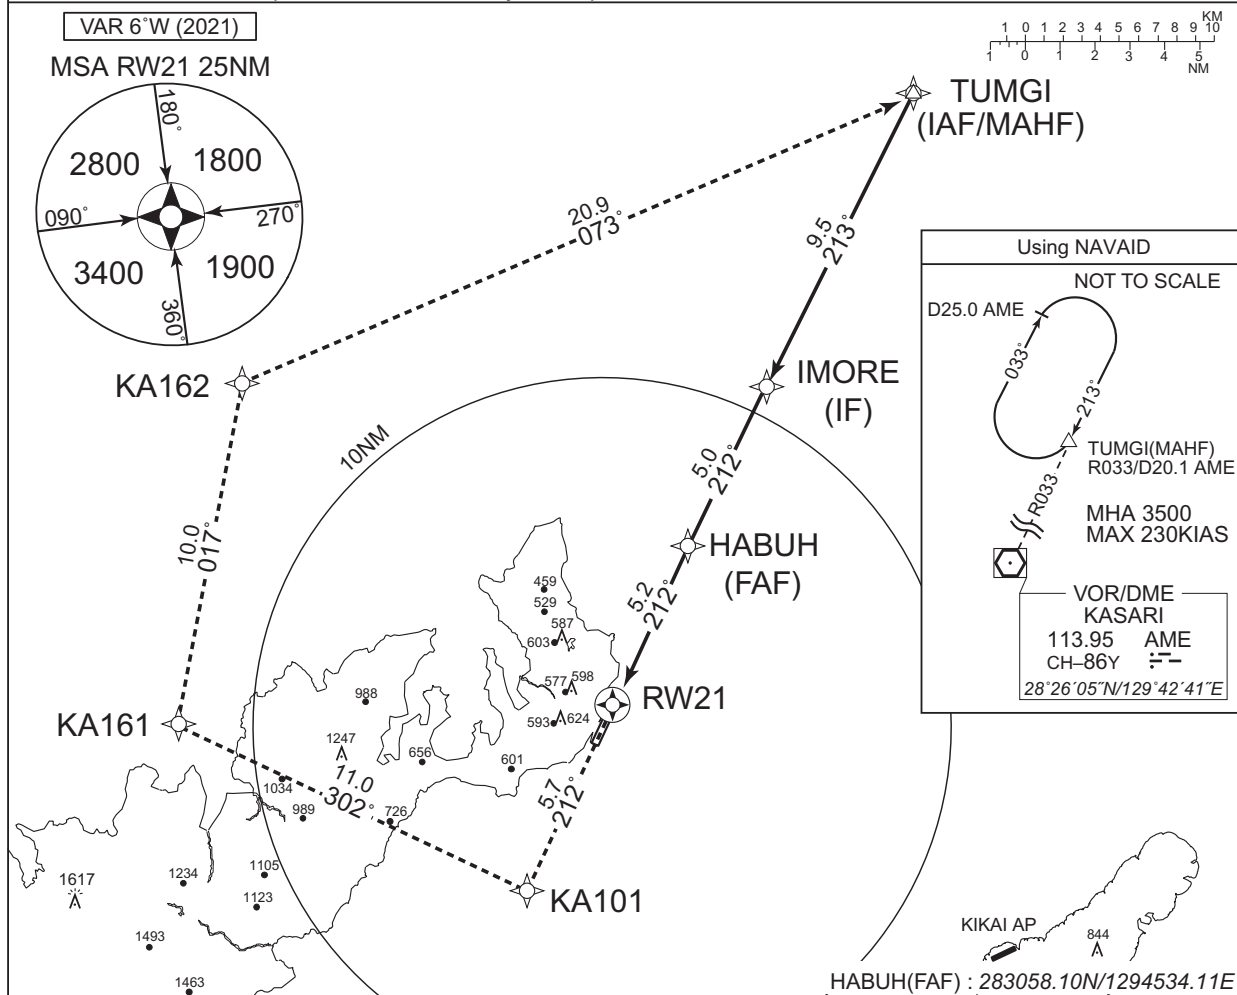 VAR 6°W (2021)
MSA RW21 25NM
180°
2800
1800
090°
270°
3400
1900
360°
1 0 1 2 3 4 5 6 7 8 9 10
KM
1 0 1 2 3 4 5
NM
TUMGI
(IAF/MAHF)
20.9
073°
9.5
213°
KA162
IMORE
(IF)
10NM
5.0
212°
10.0
017°
HABUH
(FAF)
5.2
212°
459
529
587
603
577
598
593
624
RW21
988
KA161
1247
656
601
11.0
302°
1034
989
726
5.7
212°
KA101
1617
1234
1105
1123
1493
1463
Using NAVAID
NOT TO SCALE
D25.0 AME
033°
213°
TUMGI(MAHF)
R033/D20.1 AME
R033
MHA 3500
MAX 230KIAS
VOR/DME
KASARI
113.95 AME
CH–86Y
28°26′05″N/129°42′41″E
KIKAI AP
844
HABUH(FAF) : 283058.10N/1294534.11E